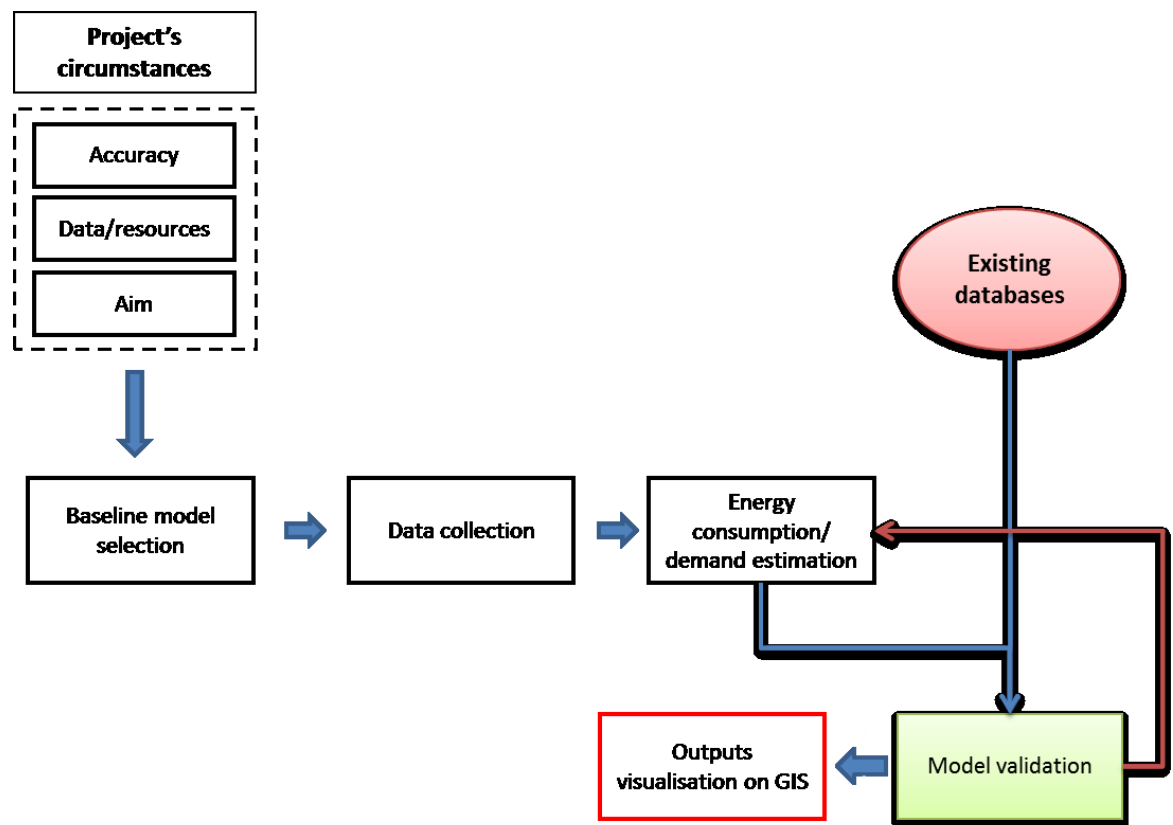 Project's
circumstances
Accuracy
Data/resources
Aim
Existing
databases
Baseline model
selection
Data collection
Energy
consumption/
demand estimation
Outputs
visualisation on GIS
Model validation